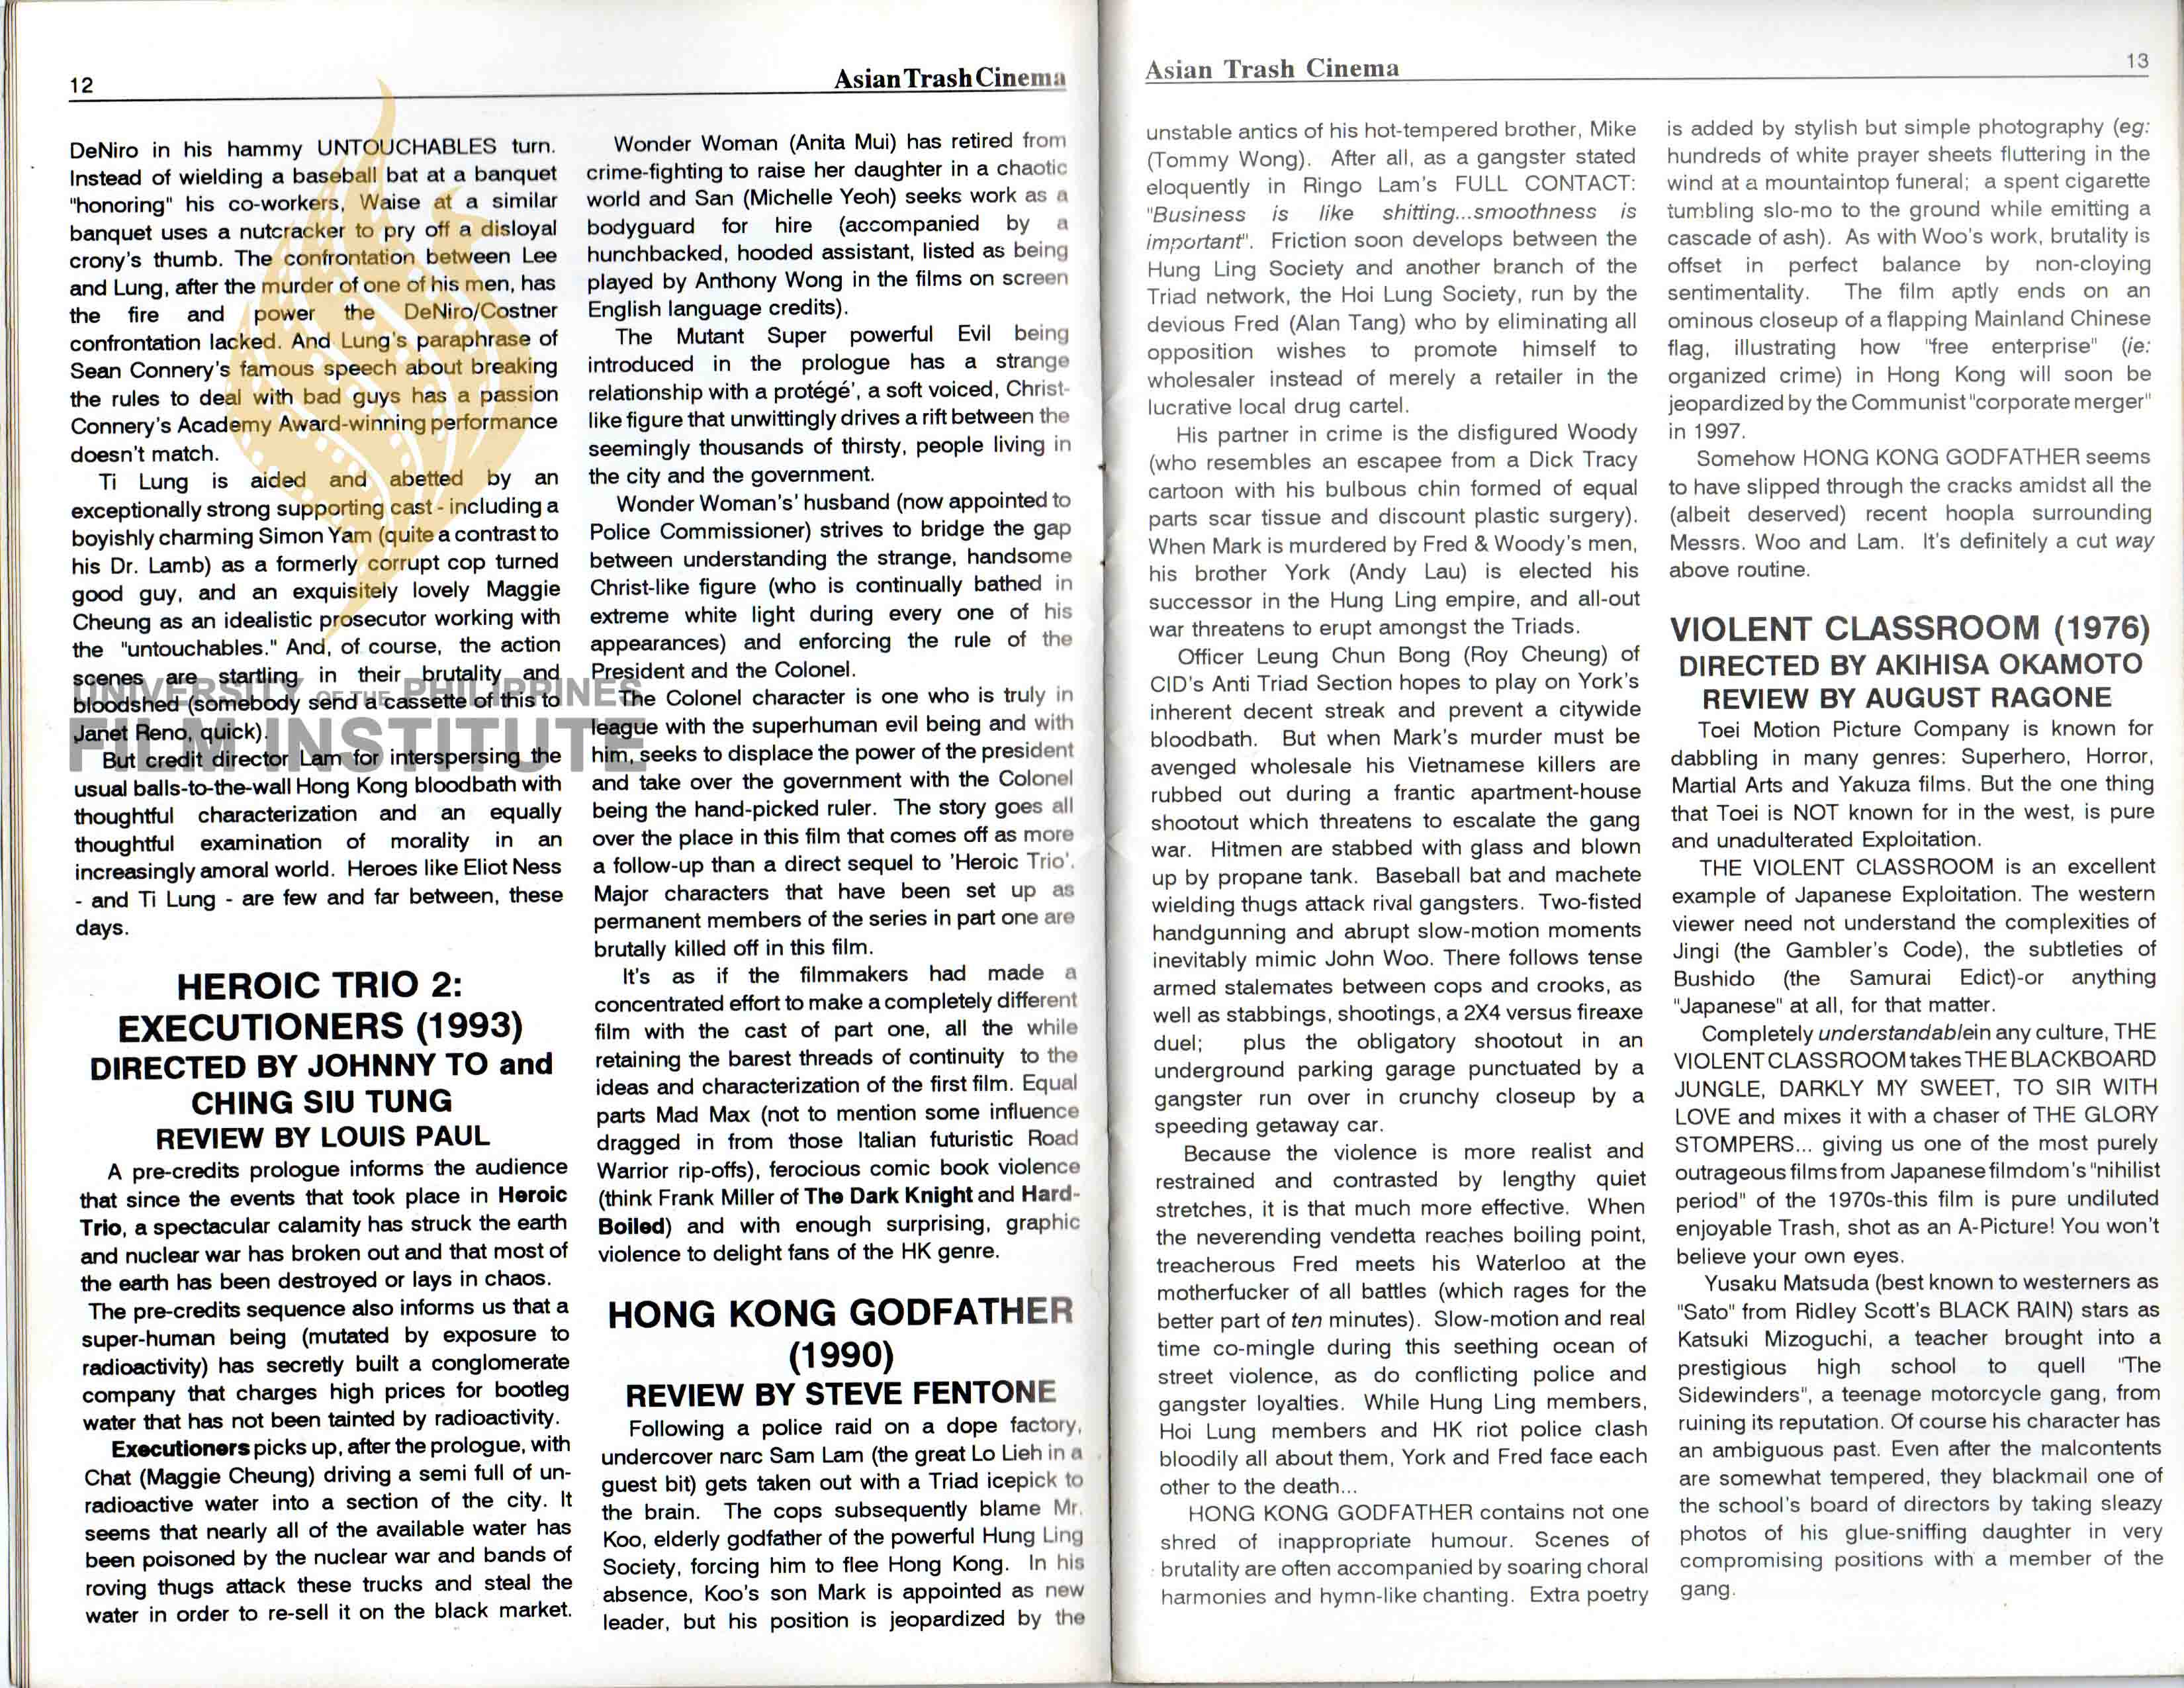 12
Asian Trash Cinema
DeNiro in his hammy UNTOUCHABLES turn.
Instead of wielding a baseball bat at a banquet
"honoring" his co-workers, Waise at a similar
banquet uses a nutcracker to pry off a disloyal
crony's thumb. The confrontation between Lee
and Lung, after the murder of one of his men, has
the fire and power the DeNiro/Costner
confrontation lacked. And Lung's paraphrase of
Sean Connery's famous speech about breaking
the rules to deal with bad guys has a passion
Connery's Academy Award-winning performance
doesn't match.
Ti Lung is aided and abetted by an
exceptionally strong supporting cast - including a
boyishly charming Simon Yam (quite a contrast to
his Dr. Lamb) as a formerly corrupt cop turned
good guy, and an exquisitely lovely Maggie
Cheung as an idealistic prosecutor working with
the "untouchables." And, of course, the action
scenes are startling in their brutality and
bloodshed (somebody send a cassette of this to
Janet Reno, quick).
But credit director Lam for interspersing the
usual balls-to-the-wall Hong Kong bloodbath with
thoughtful characterization and an equally
thoughtful examination of morality in an
increasingly amoral world. Heroes like Eliot Ness
- and Ti Lung - are few and far between, these
days.
HEROIC TRIO 2:
EXECUTIONERS (1993)
DIRECTED BY JOHNNY TO and
CHING SIU TUNG
REVIEW BY LOUIS PAUL
A pre-credits prologue informs the audience
that since the events that took place in Heroic
Trio, a spectacular calamity has struck the earth
and nuclear war has broken out and that most of
the earth has been destroyed or lays in chaos.
The pre-credits sequence also informs us that a
super-human being (mutated by exposure to
radioactivity) has secretly built a conglomerate
company that charges high prices for bootleg
water that has not been tainted by radioactivity.
Executioners picks up, after the prologue, with
Chat (Maggie Cheung) driving a semi full of un-
radioactive water into a section of the city. It
seems that nearly all of the available water has
been poisoned by the nuclear war and bands of
roving thugs attack these trucks and steal the
water in order to re-sell it on the black market.
Wonder Woman (Anita Mui) has retired from
crime-fighting to raise her daughter in a chaotic
world and San (Michelle Yeoh) seeks work as a
bodyguard for hire (accompanied by a
hunchbacked, hooded assistant, listed as being
played by Anthony Wong in the films on screen
English language credits).
The Mutant Super powerful Evil being
introduced in the prologue has a strange
relationship with a protégé', a soft voiced, Christ-
like figure that unwittingly drives a rift between the
seemingly thousands of thirsty, people living in
the city and the government.
Wonder Woman's' husband (now appointed to
Police Commissioner) strives to bridge the gap
between understanding the strange, handsome
Christ-like figure (who is continually bathed in
extreme white light during every one of his
appearances) and enforcing the rule of the
President and the Colonel.
The Colonel character is one who is truly in
league with the superhuman evil being and with
him, seeks to displace the power of the president
and take over the government with the Colonel
being the hand-picked ruler. The story goes all
over the place in this film that comes off as more
a follow-up than a direct sequel to 'Heroic Trio'.
Major characters that have been set up as
permanent members of the series in part one are
brutally killed off in this film.
It's as if the filmmakers had made a
concentrated effort to make a completely different
film with the cast of part one, all the while
retaining the barest threads of continuity to the
ideas and characterization of the first film. Equal
parts Mad Max (not to mention some influence
dragged in from those Italian futuristic Road
Warrior rip-offs), ferocious comic book violence
(think Frank Miller of The Dark Knight and Hard-
Boiled) and with enough surprising, graphic
violence to delight fans of the HK genre.
HONG KONG GODFATHER
(1990)
REVIEW BY STEVE FENTONE
Following a police raid on a dope factory,
undercover narc Sam Lam (the great Lo Lieh in a
guest bit) gets taken out with a Triad icepick to
the brain. The cops subsequently blame Mr.
Koo, elderly godfather of the powerful Hung Ling
Society, forcing him to flee Hong Kong. In his
absence, Koo's son Mark is appointed as new
leader, but his position is jeopardized by the
UNIVERSITY OF THE PHILIPPINES
FILM INSTITUTE
Asian Trash Cinema
13
unstable antics of his hot-tempered brother, Mike
(Tommy Wong). After all, as a gangster stated
eloquently in Ringo Lam's FULL CONTACT:
"Business is like shitting...smoothness is
important". Friction soon develops between the
Hung Ling Society and another branch of the
Triad network, the Hoi Lung Society, run by the
devious Fred (Alan Tang) who by eliminating all
opposition wishes to promote himself to
wholesaler instead of merely a retailer in the
lucrative local drug cartel.
His partner in crime is the disfigured Woody
(who resembles an escapee from a Dick Tracy
cartoon with his bulbous chin formed of equal
parts scar tissue and discount plastic surgery).
When Mark is murdered by Fred & Woody's men,
his brother York (Andy Lau) is elected his
successor in the Hung Ling empire, and all-out
war threatens to erupt amongst the Triads.
Officer Leung Chun Bong (Roy Cheung) of
CID's Anti Triad Section hopes to play on York's
inherent decent streak and prevent a citywide
bloodbath. But when Mark's murder must be
avenged wholesale his Vietnamese killers are
rubbed out during a frantic apartment-house
shootout which threatens to escalate the gang
war. Hitmen are stabbed with glass and blown
up by propane tank. Baseball bat and machete
wielding thugs attack rival gangsters. Two-fisted
handgunning and abrupt slow-motion moments
inevitably mimic John Woo. There follows tense
armed stalemates between cops and crooks, as
well as stabbings, shootings, a 2X4 versus fireaxe
duel; plus the obligatory shootout in an
underground parking garage punctuated by a
gangster run over in crunchy closeup by a
speeding getaway car.
Because the violence is more realist and
restrained and contrasted by lengthy quiet
stretches, it is that much more effective. When
the neverending vendetta reaches boiling point,
treacherous Fred meets his Waterloo at the
motherfucker of all battles (which rages for the
better part of ten minutes). Slow-motion and real
time co-mingle during this seething ocean of
street violence, as do conflicting police and
gangster loyalties. While Hung Ling members,
Hoi Lung members and HK riot police clash
bloodily all about them, York and Fred face each
other to the death...
HONG KONG GODFATHER contains not one
shred of inappropriate humour. Scenes of
brutality are often accompanied by soaring choral
harmonies and hymn-like chanting. Extra poetry
is added by stylish but simple photography (eg:
hundreds of white prayer sheets fluttering in the
wind at a mountaintop funeral; a spent cigarette
tumbling slo-mo to the ground while emitting a
cascade of ash). As with Woo's work, brutality is
offset in perfect balance by non-cloying
sentimentality. The film aptly ends on an
ominous closeup of a flapping Mainland Chinese
flag, illustrating how "free enterprise" (ie:
organized crime) in Hong Kong will soon be
jeopardized by the Communist "corporate merger"
in 1997.
Somehow HONG KONG GODFATHER seems
to have slipped through the cracks amidst all the
(albeit deserved) recent hoopla surrounding
Messrs. Woo and Lam. It's definitely a cut way
above routine.
VIOLENT CLASSROOM (1976)
DIRECTED BY AKIHISA OKAMOTO
REVIEW BY AUGUST RAGONE
Toei Motion Picture Company is known for
dabbling in many genres: Superhero, Horror,
Martial Arts and Yakuza films. But the one thing
that Toei is NOT known for in the west, is pure
and unadulterated Exploitation.
THE VIOLENT CLASSROOM is an excellent
example of Japanese Exploitation. The western
viewer need not understand the complexities of
Jingi (the Gambler's Code), the subtleties of
Bushido (the Samurai Edict)-or anything
"Japanese" at all, for that matter.
Completely understandablein any culture, THE
VIOLENT CLASSROOM takes THE BLACKBOARD
JUNGLE, DARKLY MY SWEET, TO SIR WITH
LOVE and mixes it with a chaser of THE GLORY
STOMPERS... giving us one of the most purely
outrageous films from Japanese filmdom's "nihilist
period" of the 1970s-this film is pure undiluted
enjoyable Trash, shot as an A-Picture! You won't
believe your own eyes.
Yusaku Matsuda (best known to westerners as
"Sato" from Ridley Scott's BLACK RAIN) stars as
Katsuki Mizoguchi, a teacher brought into a
prestigious high school to quell "The
Sidewinders", a teenage motorcycle gang, from
ruining its reputation. Of course his character has
an ambiguous past. Even after the malcontents
are somewhat tempered, they blackmail one of
the school's board of directors by taking sleazy
photos of his glue-sniffing daughter in very
compromising positions with a member of the
gang.